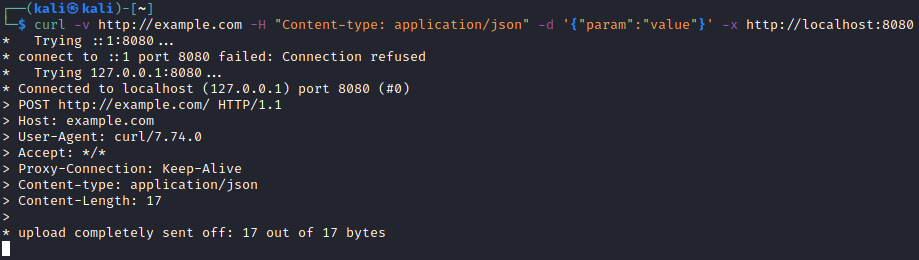 ┌──(kali㉿kali)-[~]
└─$ curl -v http://example.com -H "Content-type: application/json" -d '{"param":"value"}' -x http://localhost:8080
*   Trying ::1:8080...
* connect to ::1 port 8080 failed: Connection refused
*   Trying 127.0.0.1:8080...
* Connected to localhost (127.0.0.1) port 8080 (#0)
> POST http://example.com/ HTTP/1.1
> Host: example.com
> User-Agent: curl/7.74.0
> Accept: */*
> Proxy-Connection: Keep-Alive
> Content-type: application/json
> Content-Length: 17
>
* upload completely sent off: 17 out of 17 bytes